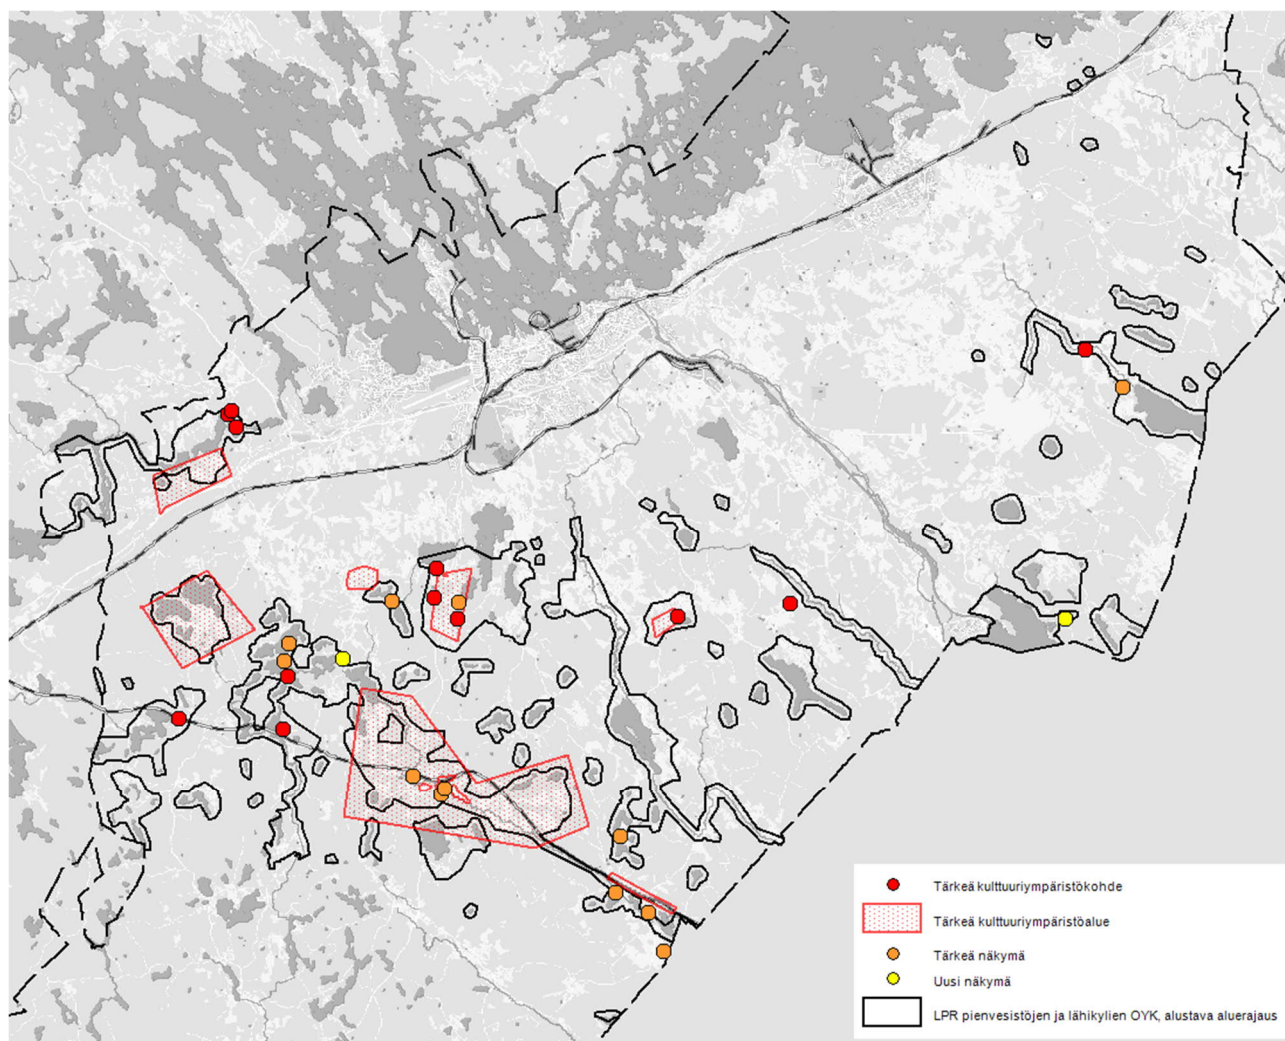 Tärkeä kulttuuriympäristökohde
Tärkeä kulttuuriympäristöalue
Tärkeä näkymä
Uusi näkymä
LPR pienvesistöjen ja lähikylien OYK, alustava aluerajaus